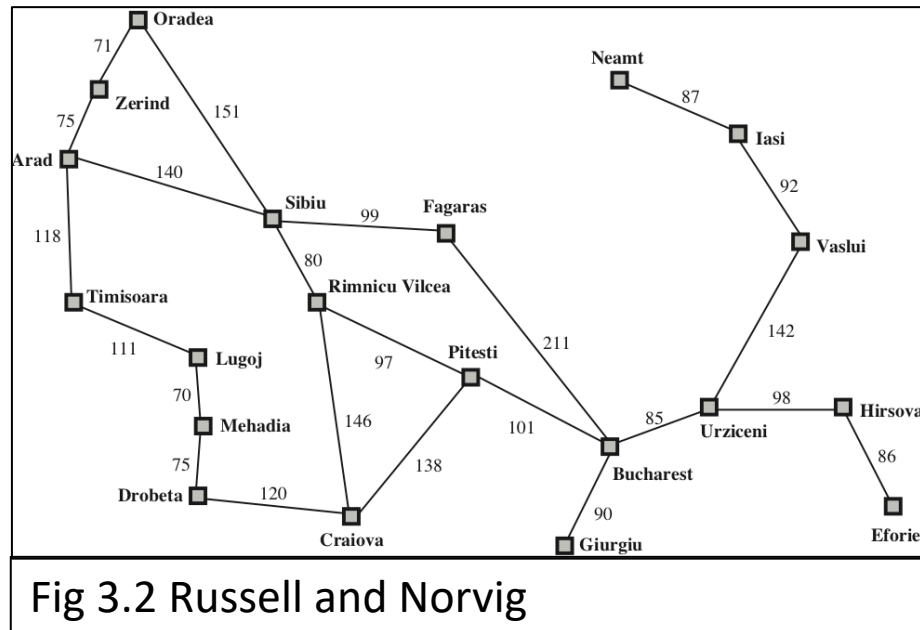 Oradea
71
Neamt
Zerind
87
151
75
Iasi
Arad
140
92
Sibiu
99
Fagaras
118
80
Vaslui
Timisoara
Rimnicu Vilcea
111
211
142
Lugoj
97
Pitesti
70
98
Hirsova
146
101
85
Urziceni
Mehadia
138
86
75
Bucharest
Drobeta
120
90
Craiova
Giurgiu
Eforie
Fig 3.2 Russell and Norvig